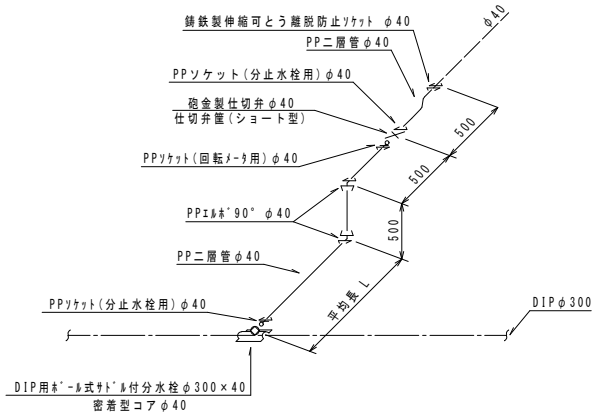 鋳鉄製伸縮可とう離脱防止ｿｹｯﾄ φ40
φ40
PP二層管φ40
PPソケット(分止水栓用)φ40
砲金製仕切弁φ40
仕切弁筐(ショート型)
PPｿｹｯﾄ(回転ﾒｰﾀ用)φ40
500
500
PPｴﾙﾎﾞ90° φ40
500
PP二層管φ40
平均長 L
PPｿｹｯﾄ(分止水栓用)φ40
DIPφ300
DIP用ﾎﾞｰﾙ式ｻﾄﾞﾙ付分水栓φ300×40
密着型コアφ40